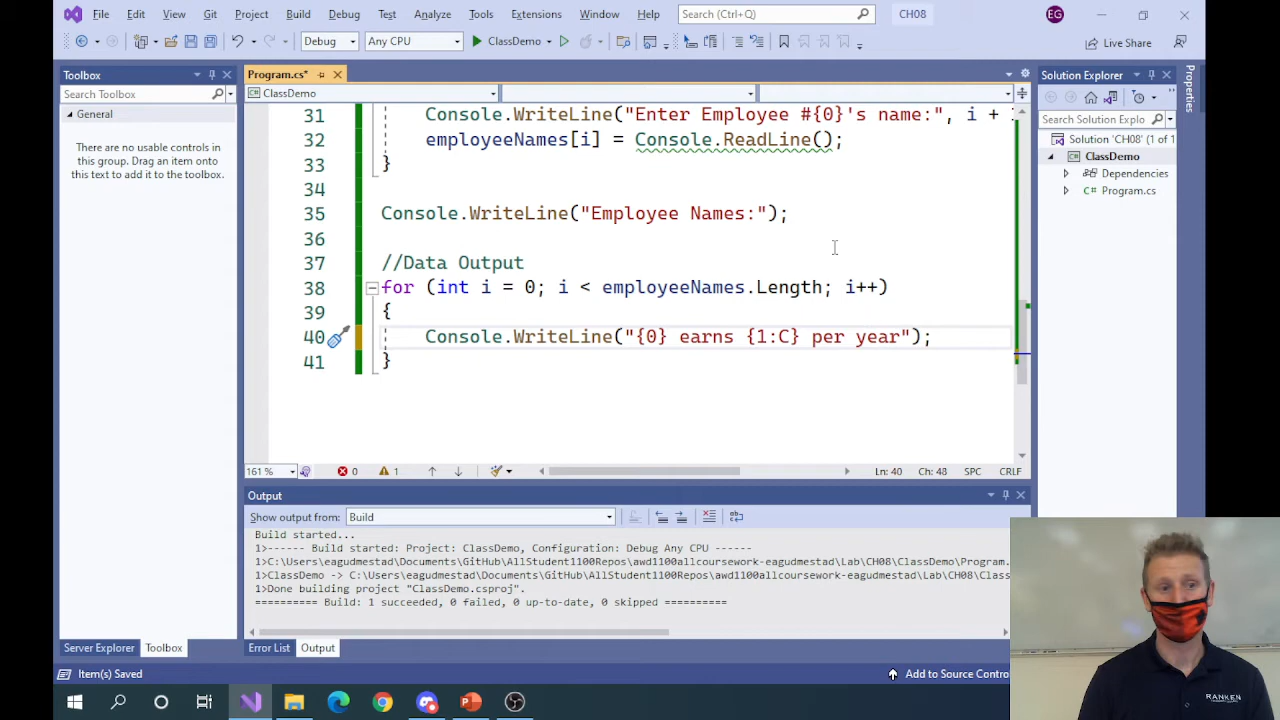 File Edit View Git Project Build Debug Test Analyze Tools Extensions Window Help Search (Ctrl+Q) CH08 EG
Debug Any CPU ClassDemo Live Share
Toolbox
Search Toolbox
General
There are no usable controls in
this group. Drag an item onto
this text to add it to the toolbox.
Server Explorer Toolbox
Program.cs*
ClassDemo
31 Console.WriteLine("Enter Employee #{0}'s name:", i +
32 employeeNames[i] = Console.ReadLine();
33 }
34
35 Console.WriteLine("Employee Names:");
36
37 //Data Output
38 for (int i = 0; i < employeeNames.Length; i++)
39 {
40 Console.WriteLine("{0} earns {1:C} per year");
41 }
161 % 0 1 Ln: 40 Ch: 48 SPC CRLF
Output
Show output from: Build
Build started...
1>------ Build started: Project: ClassDemo, Configuration: Debug Any CPU ------
1>C:\Users\eagudmestad\Documents\GitHub\AllStudent1100Repos\awd1100allcoursework-eagudmestad\Lab\CH08\ClassDemo\Program.
1>ClassDemo -> C:\Users\eagudmestad\Documents\GitHub\AllStudent1100Repos\awd1100allcoursework-eagudmestad\Lab\CH08\Class
1>Done building project "ClassDemo.csproj".
========== Build: 1 succeeded, 0 failed, 0 up-to-date, 0 skipped ==========
Error List Output
Solution Explorer
Search Solution Explo
Solution 'CH08' (1 of 1
ClassDemo
Dependencies
Program.cs
Properties
Item(s) Saved Add to Source Contro
RANKEN